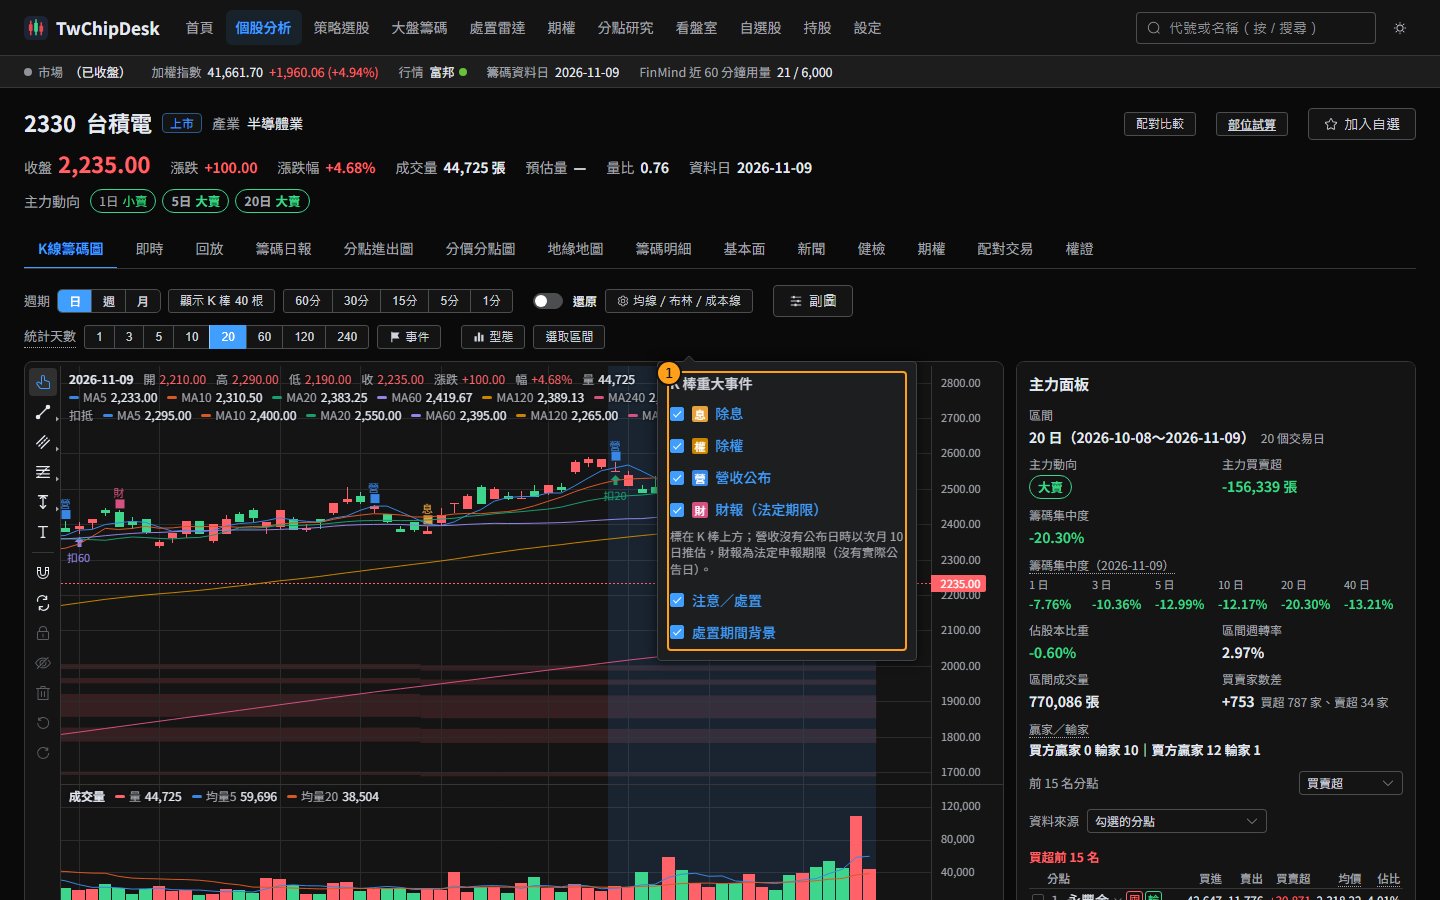 TwChipDesk 首頁 個股分析 策略選股 大盤籌碼 處置雷達 期權 分點研究 看盤室 自選股 持股 設定 代號或名稱（按 / 搜尋）
市場 （已收盤） 加權指數 41,661.70 +1,960.06 (+4.94%) 行情 富邦 籌碼資料日 2026-11-09 FinMind 近 60 分鐘用量 21 / 6,000
2330 台積電 上市 產業 半導體業 配對比較 部位試算 加入自選
收盤 2,235.00 漲跌 +100.00 漲跌幅 +4.68% 成交量 44,725 張 預估量 — 量比 0.76 資料日 2026-11-09
主力動向 1日 小賣 5日 大賣 20日 大賣
K線籌碼圖 即時 回放 籌碼日報 分點進出圖 分價分點圖 地緣地圖 籌碼明細 基本面 新聞 健檢 期權 配對交易 權證
週期 日 週 月 顯示 K 棒 40 根 60分 30分 15分 5分 1分 還原 均線 / 布林 / 成本線 副圖
統計天數 1 3 5 10 20 60 120 240 事件 型態 選取區間
2026-11-09 開 2,210.00 高 2,290.00 低 2,190.00 收 2,235.00 漲跌 +100.00 幅 +4.68% 量 44,725
MA5 2,233.00 MA10 2,310.50 MA20 2,383.25 MA60 2,419.67 MA120 2,389.13 MA240 2,
扣抵 MA5 2,295.00 MA10 2,400.00 MA20 2,550.00 MA60 2,395.00 MA120 2,265.00 MA
營
財
營
息
營
扣20
扣60
1
棒重大事件
息 除息
權 除權
營 營收公布
財 財報（法定期限）
標在 K 棒上方；營收沒有公布日時以次月 10
日推估，財報為法定申報期限（沒有實際公
告日）。
注意／處置
處置期間背景
2800.00
2700.00
2600.00
2500.00
2400.00
2300.00
2235.00
2200.00
2100.00
2000.00
1900.00
1800.00
1700.00
成交量 量 44,725 均量5 59,696 均量20 38,504
120,000
80,000
40,000
主力面板
區間
20 日（2026-10-08～2026-11-09） 20 個交易日
主力動向 主力買賣超
大賣 -156,339 張
籌碼集中度
-20.30%
籌碼集中度（2026-11-09）
1 日 3 日 5 日 10 日 20 日 40 日
-7.76% -10.36% -12.99% -12.17% -20.30% -13.21%
佔股本比重 區間週轉率
-0.60% 2.97%
區間成交量 買賣家數差
770,086 張 +753 買超 787 家、賣超 34 家
贏家／輸家
買方贏家 0 輸家 10｜賣方贏家 12 輸家 1
前 15 名分點 買賣超
資料來源 勾選的分點
買超前 15 名
分點 買進 賣出 買賣超 均價 佔比